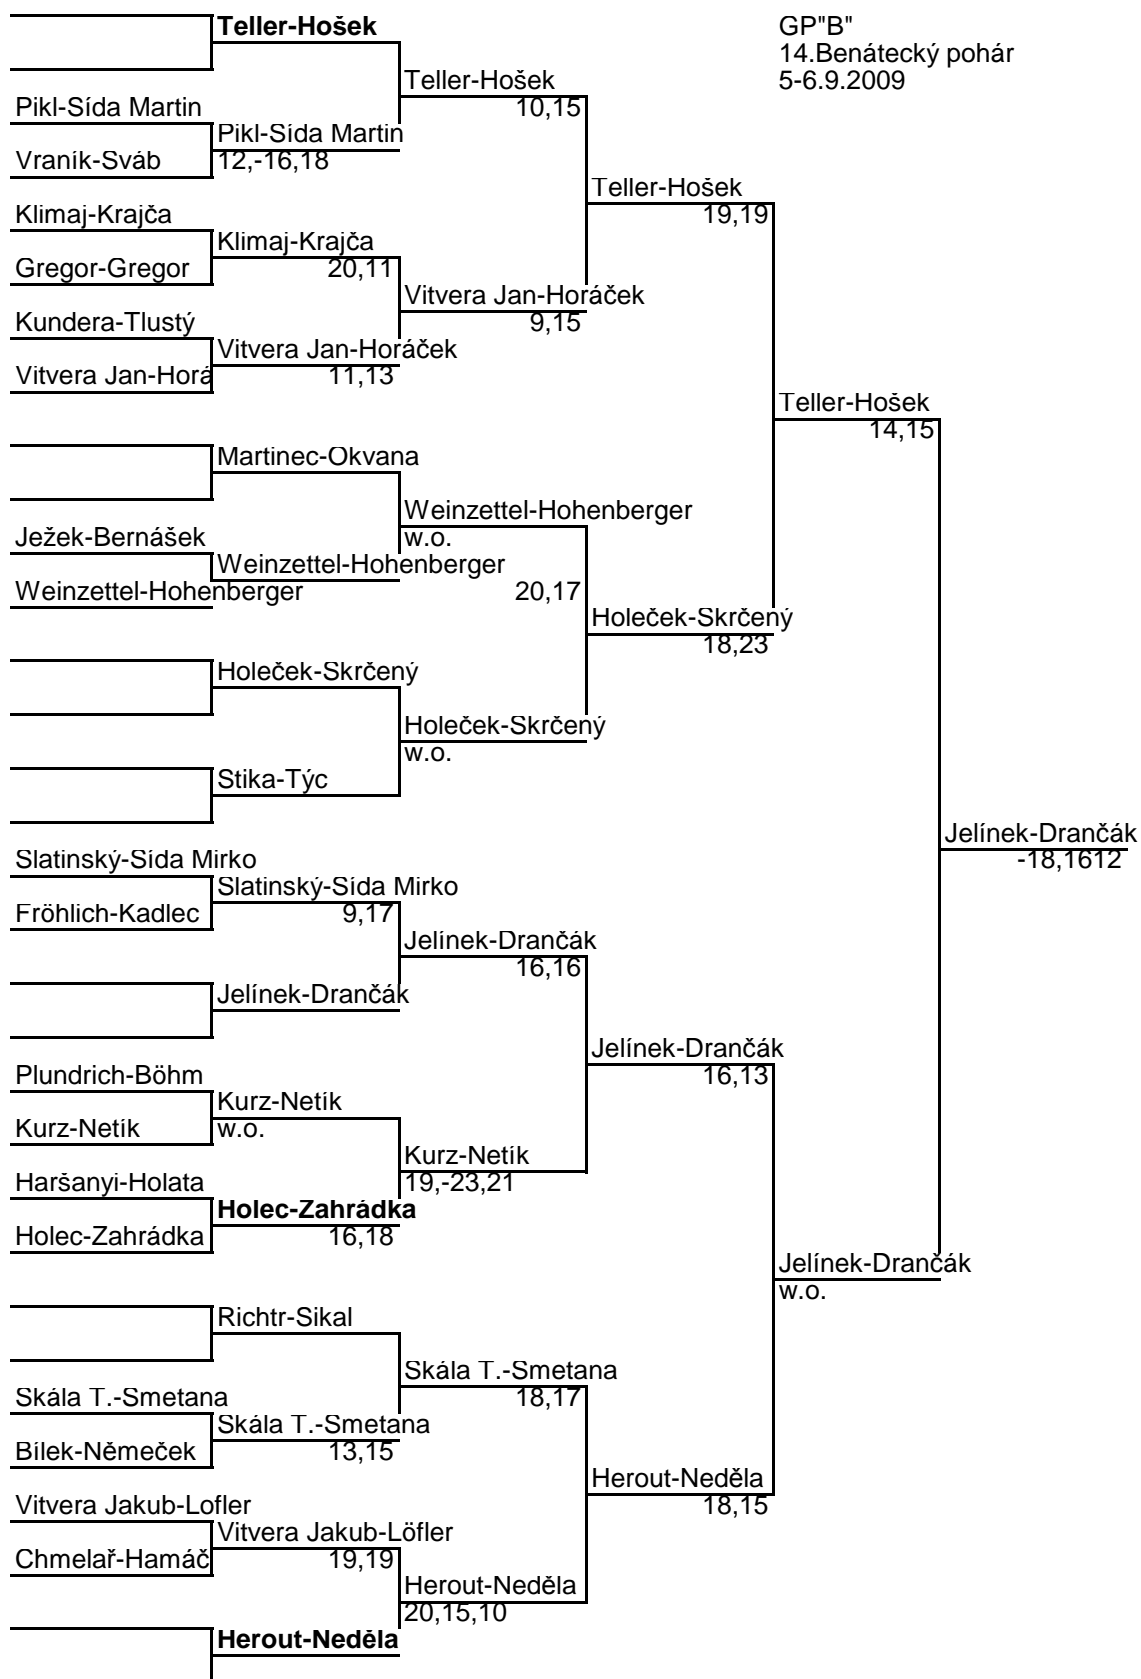 Teller-Hošek
GP"B"
14.Benátecký pohár
5-6.9.2009
Teller-Hošek
10,15
Pikl-Sída Martin
Pikl-Sída Martin
12,-16,18
Vraník-Sváb
Teller-Hošek
19,19
Klimaj-Krajča
Klimaj-Krajča
20,11
Gregor-Gregor
Vitvera Jan-Horáček
9,15
Kundera-Tlustý
Vitvera Jan-Horáček
11,13
Vitvera Jan-Horá
Teller-Hošek
14,15
Martinec-Okvana
Weinzettel-Hohenberger
w.o.
Ježek-Bernášek
Weinzettel-Hohenberger
Weinzettel-Hohenberger
20,17
Holeček-Skrčený
18,23
Holeček-Skrčený
Holeček-Skrčený
w.o.
Stika-Týc
Jelínek-Drančák
-18,1612
Slatinský-Sída Mirko
Slatinský-Sída Mirko
9,17
Fröhlich-Kadlec
Jelínek-Drančák
16,16
Jelínek-Drančák
Jelínek-Drančák
16,13
Plundrich-Böhm
Kurz-Netík
w.o.
Kurz-Netík
Kurz-Netík
19,-23,21
Haršanyi-Holata
Holec-Zahrádka
16,18
Holec-Zahrádka
Jelínek-Drančák
w.o.
Richtr-Sikal
Skála T.-Smetana
18,17
Skála T.-Smetana
Skála T.-Smetana
13,15
Bílek-Němeček
Herout-Neděla
18,15
Vitvera Jakub-Lofler
Vitvera Jakub-Löfler
19,19
Chmelař-Hamáč
Herout-Neděla
20,15,10
Herout-Neděla